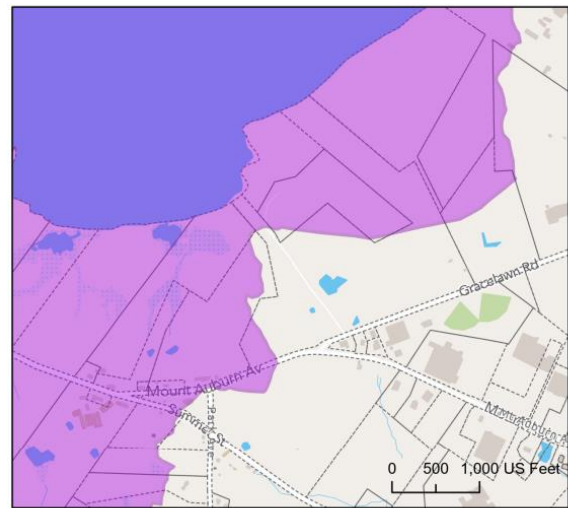 Gracelawn Rd
Mount Auburn Av
Summer St
Park Ave
Mount Auburn A
0 500 1,000 US Feet